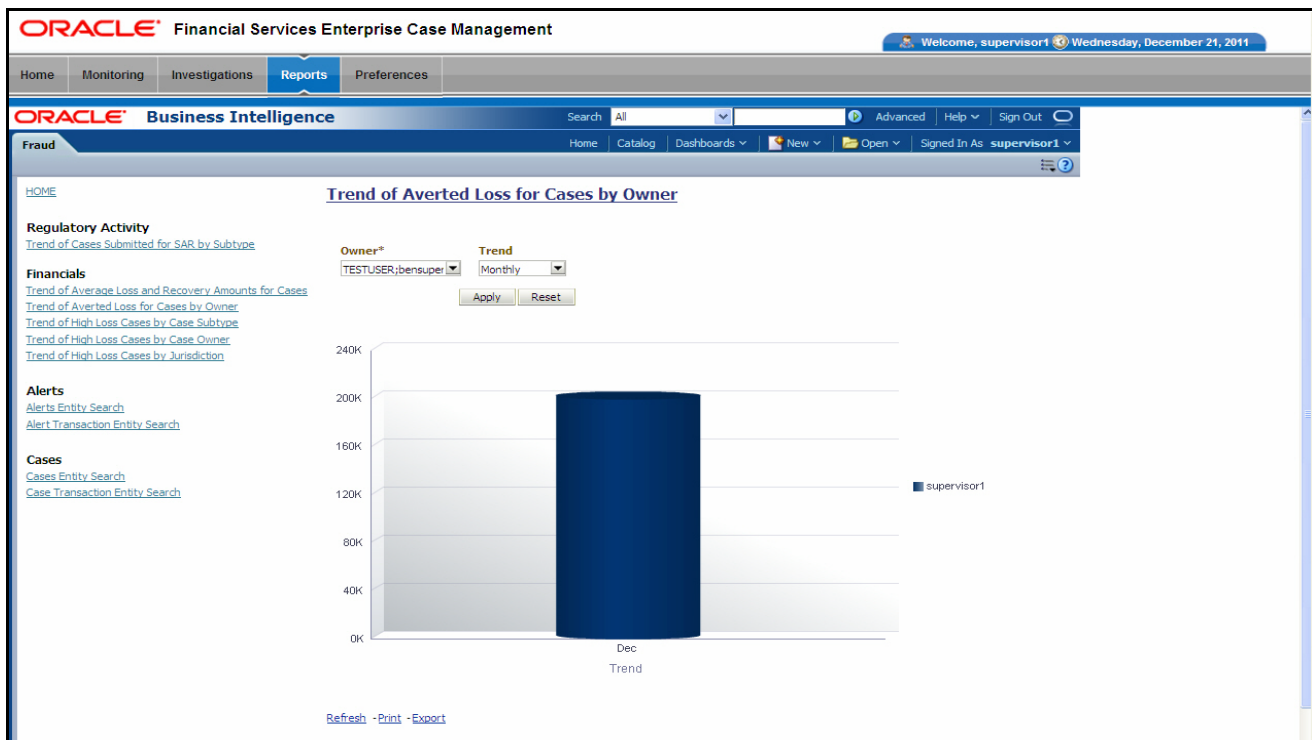 ORACLE Financial Services Enterprise Case Management
Welcome, supervisor1 Wednesday, December 21, 2011
Home Monitoring Investigations Reports Preferences
ORACLE Business Intelligence
Search All Advanced Help Sign Out
Fraud
Home Catalog Dashboards New Open Signed In As supervisor1
HOME
Regulatory Activity
Trend of Cases Submitted for SAR by Subtype
Financials
Trend of Average Loss and Recovery Amounts for Cases
Trend of Averted Loss for Cases by Owner
Trend of High Loss Cases by Case Subtype
Trend of High Loss Cases by Case Owner
Trend of High Loss Cases by Jurisdiction
Alerts
Alerts Entity Search
Alert Transaction Entity Search
Cases
Cases Entity Search
Case Transaction Entity Search
Trend of Averted Loss for Cases by Owner
Owner* Trend
TESTUSER;bensuper Monthly
Apply Reset
240K
200K
160K
120K
80K
40K
0K
Dec
Trend
supervisor1
Refresh - Print - Export